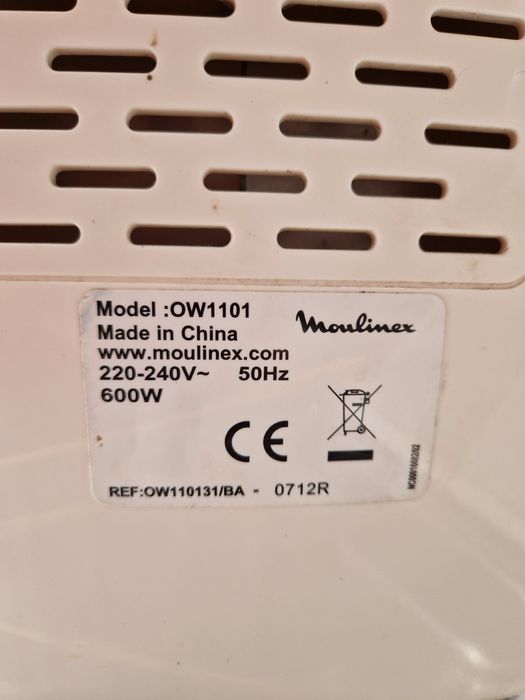 Model :OW1101
Moulinex
Made in China
www.moulinex.com
220-240V~ 50Hz
600W
CE
REF:OW110131/BA - 0712R